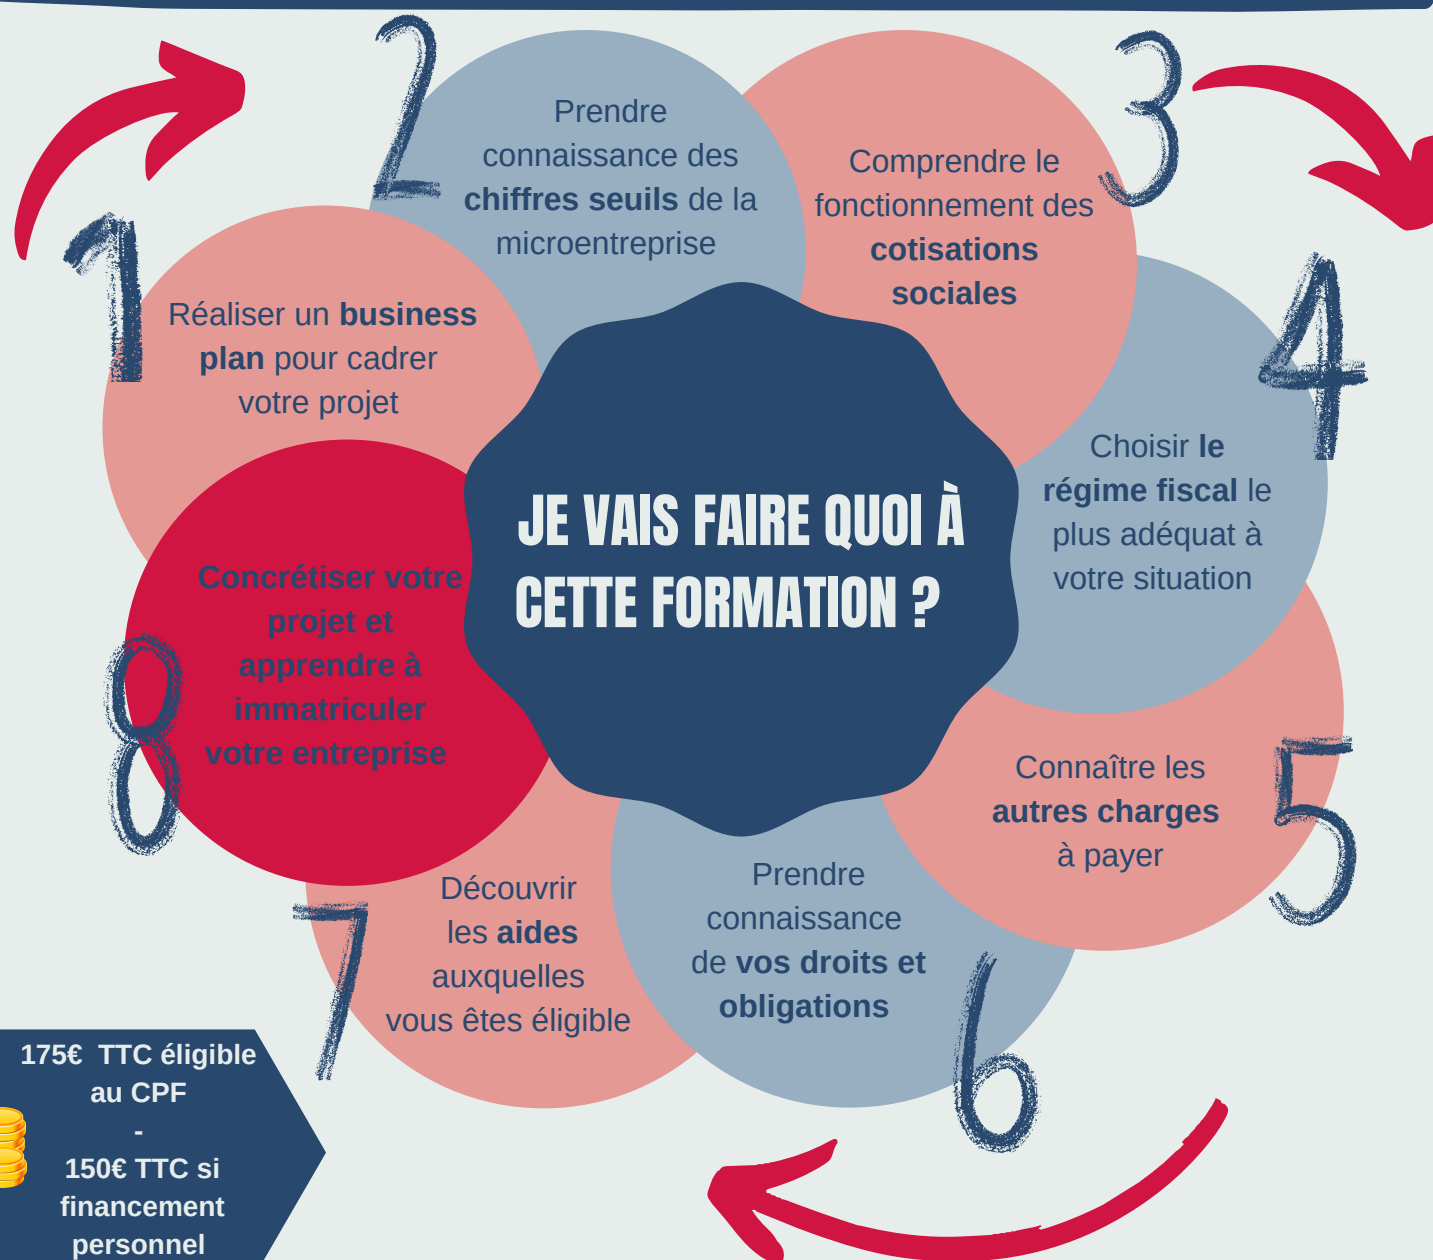 JE VAIS FAIRE QUOI À
CETTE FORMATION ?
1
Réaliser un business
plan pour cadrer
votre projet
2
Prendre
connaissance des
chiffres seuils de la
microentreprise
3
Comprendre le
fonctionnement des
cotisations
sociales
4
Choisir le
régime fiscal le
plus adéquat à
votre situation
5
Connaître les
autres charges
à payer
6
Prendre
connaissance
de vos droits et
obligations
7
Découvrir
les aides
auxquelles
vous êtes éligible
8
Concrétiser votre
projet et
apprendre à
immatriculer
votre entreprise
175€ TTC éligible
au CPF
-
150€ TTC si
financement
personnel